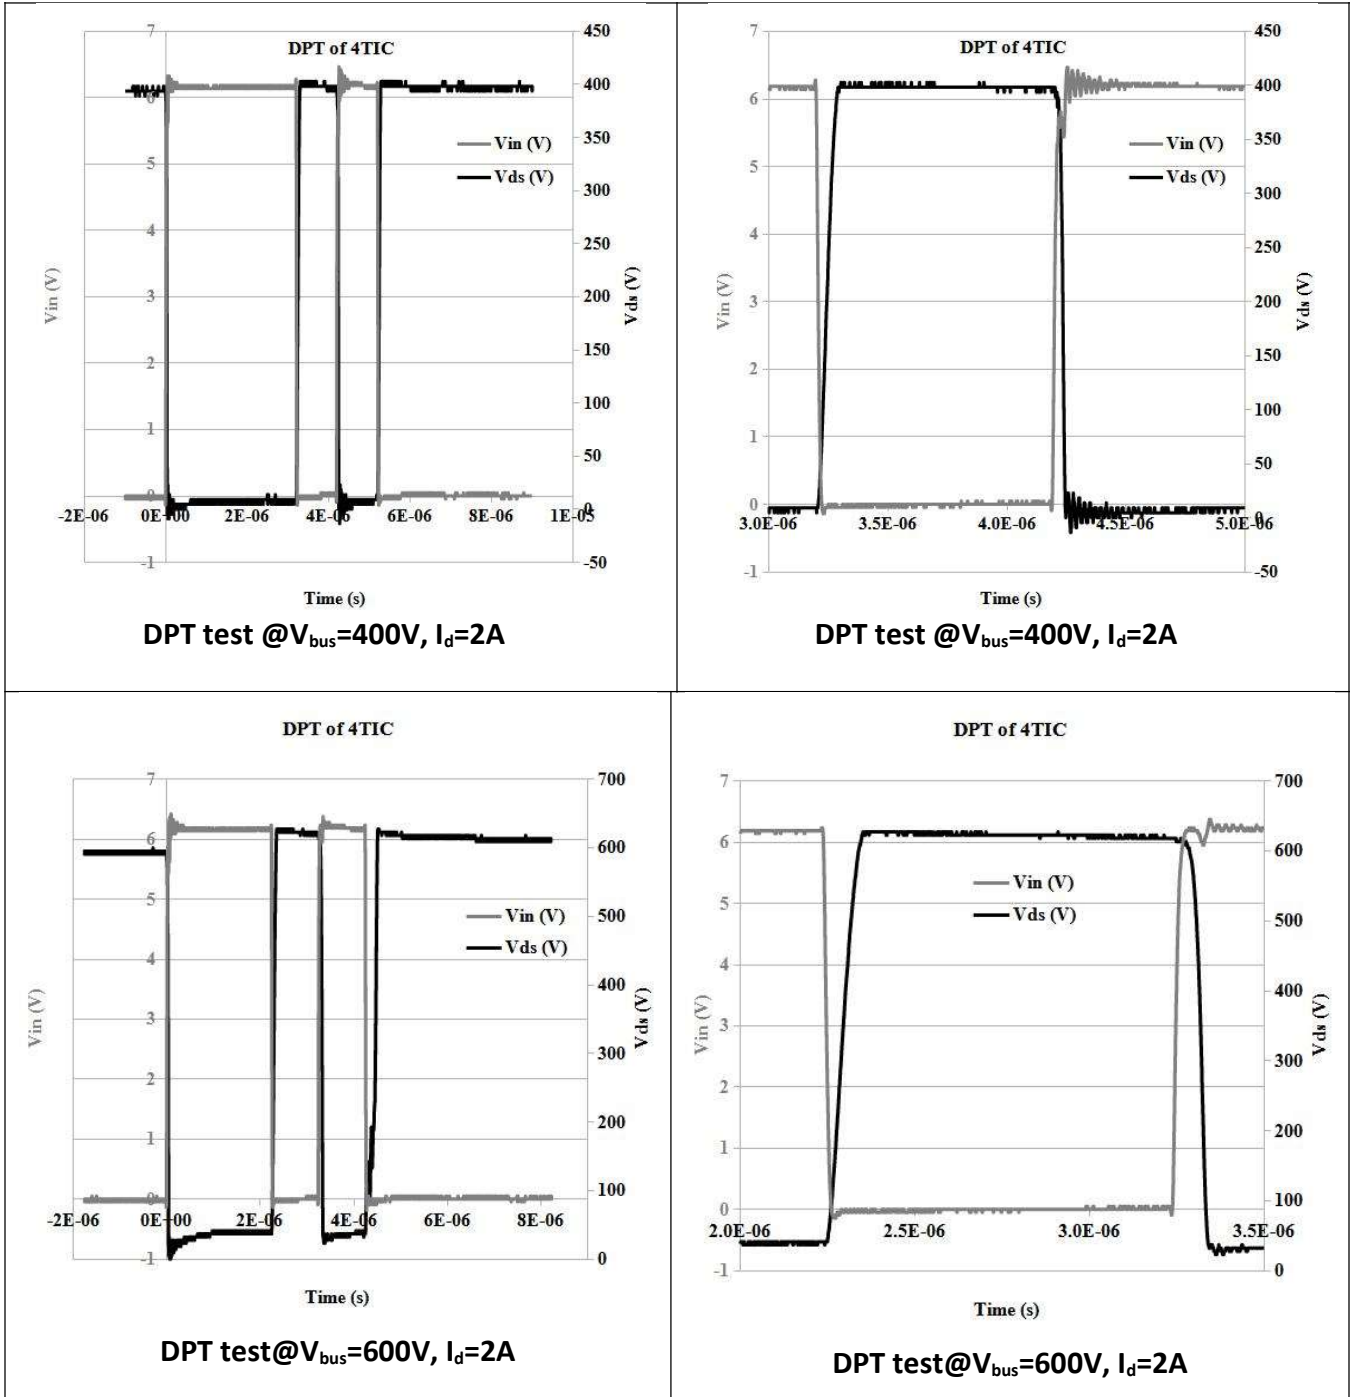 DPT of 4TIC
7
6
5
4
3
2
1
0
-1
450
400
350
300
250
200
150
100
50
0
-50
Vin (V)
Vds (V)
Vin (V)
Vds (V)
-2E-06 0E+00 2E-06 4E-06 6E-06 8E-06 1E-05
Time (s)
DPT test @Vbus=400V, Id=2A
DPT of 4TIC
7
6
5
4
3
2
1
0
-1
450
400
350
300
250
200
150
100
50
0
-50
Vin (V)
Vds (V)
Vin (V)
Vds (V)
3.0E-06 3.5E-06 4.0E-06 4.5E-06 5.0E-06
Time (s)
DPT test @Vbus=400V, Id=2A
DPT of 4TIC
7
6
5
4
3
2
1
0
-1
700
600
500
400
300
200
100
0
Vin (V)
Vds (V)
Vin (V)
Vds (V)
-2E-06 0E+00 2E-06 4E-06 6E-06 8E-06
Time (s)
DPT test@Vbus=600V, Id=2A
DPT of 4TIC
7
6
5
4
3
2
1
0
-1
700
600
500
400
300
200
100
0
Vin (V)
Vds (V)
Vin (V)
Vds (V)
2.0E-06 2.5E-06 3.0E-06 3.5E-06
Time (s)
DPT test@Vbus=600V, Id=2A